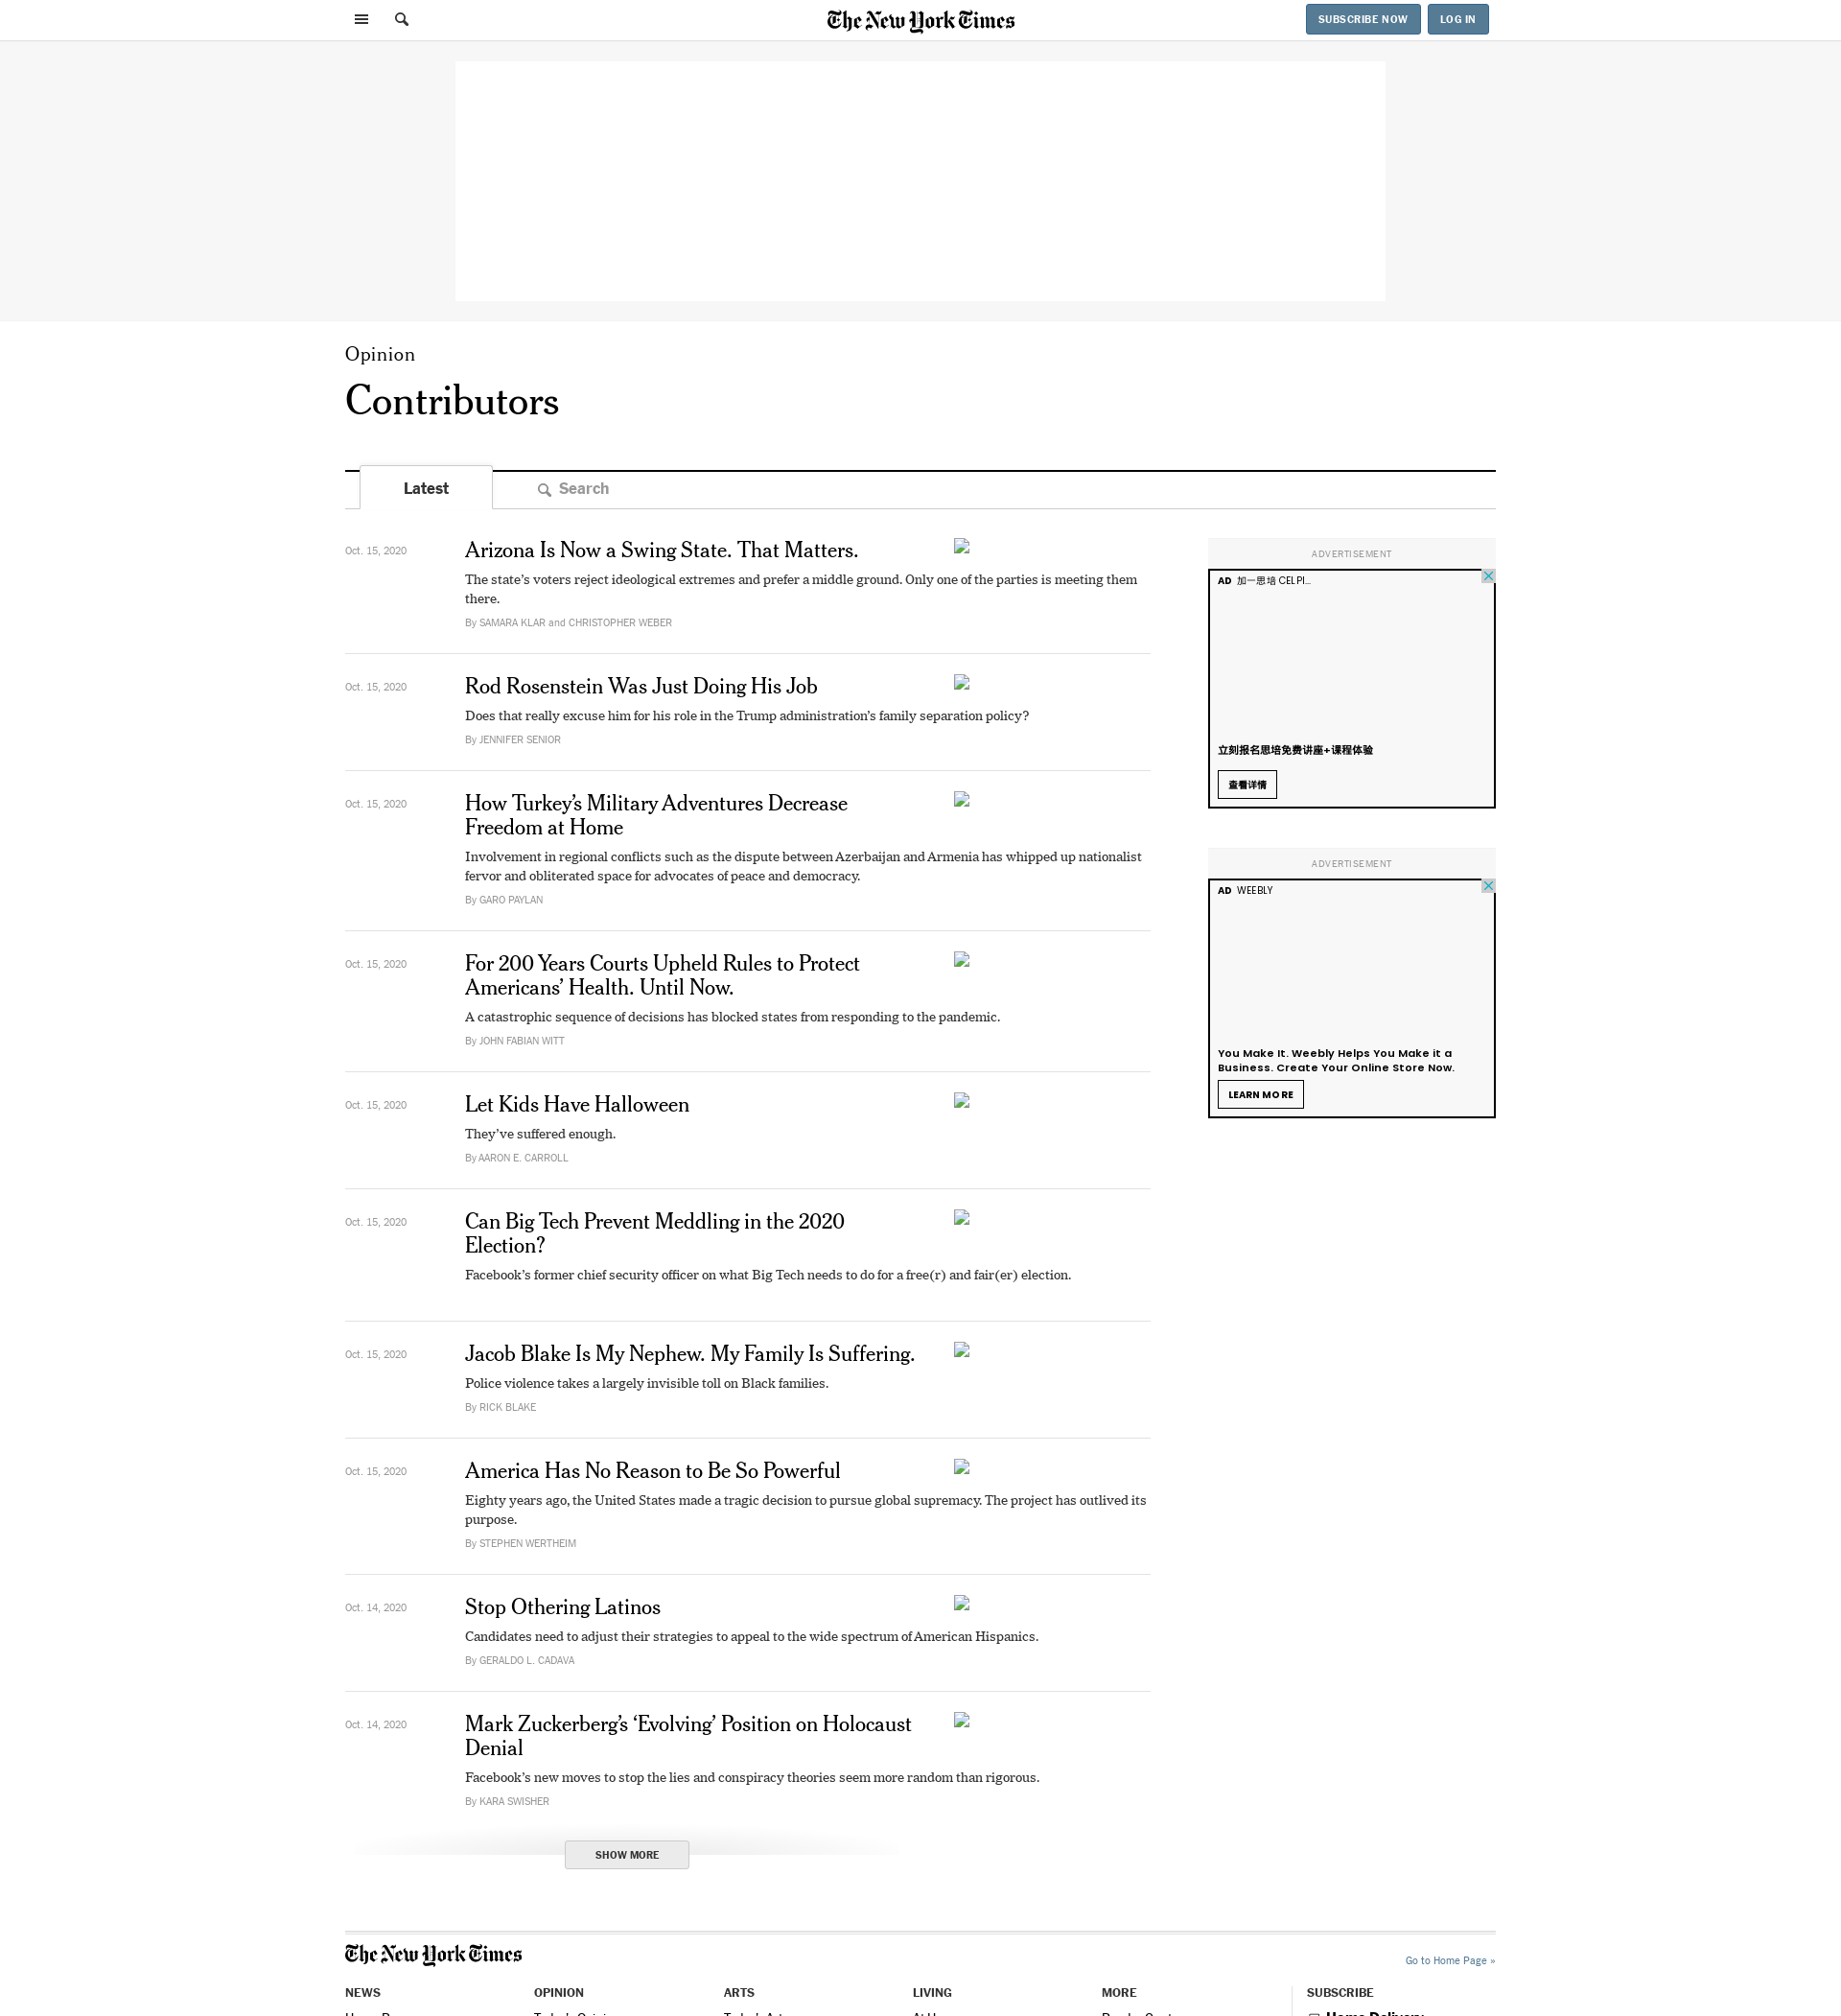 The New York Times
SUBSCRIBE NOW
LOG IN
Opinion
Contributors
Latest
Search
Oct. 15, 2020
Arizona Is Now a Swing State. That Matters.
The state’s voters reject ideological extremes and prefer a middle ground. Only one of the parties is meeting them
there.
By SAMARA KLAR and CHRISTOPHER WEBER
Oct. 15, 2020
Rod Rosenstein Was Just Doing His Job
Does that really excuse him for his role in the Trump administration’s family separation policy?
By JENNIFER SENIOR
Oct. 15, 2020
How Turkey’s Military Adventures Decrease
Freedom at Home
Involvement in regional conflicts such as the dispute between Azerbaijan and Armenia has whipped up nationalist
fervor and obliterated space for advocates of peace and democracy.
By GARO PAYLAN
Oct. 15, 2020
For 200 Years Courts Upheld Rules to Protect
Americans’ Health. Until Now.
A catastrophic sequence of decisions has blocked states from responding to the pandemic.
By JOHN FABIAN WITT
Oct. 15, 2020
Let Kids Have Halloween
They’ve suffered enough.
By AARON E. CARROLL
Oct. 15, 2020
Can Big Tech Prevent Meddling in the 2020
Election?
Facebook’s former chief security officer on what Big Tech needs to do for a free(r) and fair(er) election.
Oct. 15, 2020
Jacob Blake Is My Nephew. My Family Is Suffering.
Police violence takes a largely invisible toll on Black families.
By RICK BLAKE
Oct. 15, 2020
America Has No Reason to Be So Powerful
Eighty years ago, the United States made a tragic decision to pursue global supremacy. The project has outlived its
purpose.
By STEPHEN WERTHEIM
Oct. 14, 2020
Stop Othering Latinos
Candidates need to adjust their strategies to appeal to the wide spectrum of American Hispanics.
By GERALDO L. CADAVA
Oct. 14, 2020
Mark Zuckerberg’s ‘Evolving’ Position on Holocaust
Denial
Facebook’s new moves to stop the lies and conspiracy theories seem more random than rigorous.
By KARA SWISHER
SHOW MORE
ADVERTISEMENT
AD 加一思培 CELPI...
立刻报名思培免费讲座+课程体验
查看详情
ADVERTISEMENT
AD WEEBLY
You Make It. Weebly Helps You Make it a
Business. Create Your Online Store Now.
LEARN MORE
The New York Times
Go to Home Page »
NEWS
OPINION
ARTS
LIVING
MORE
SUBSCRIBE
Home Delivery